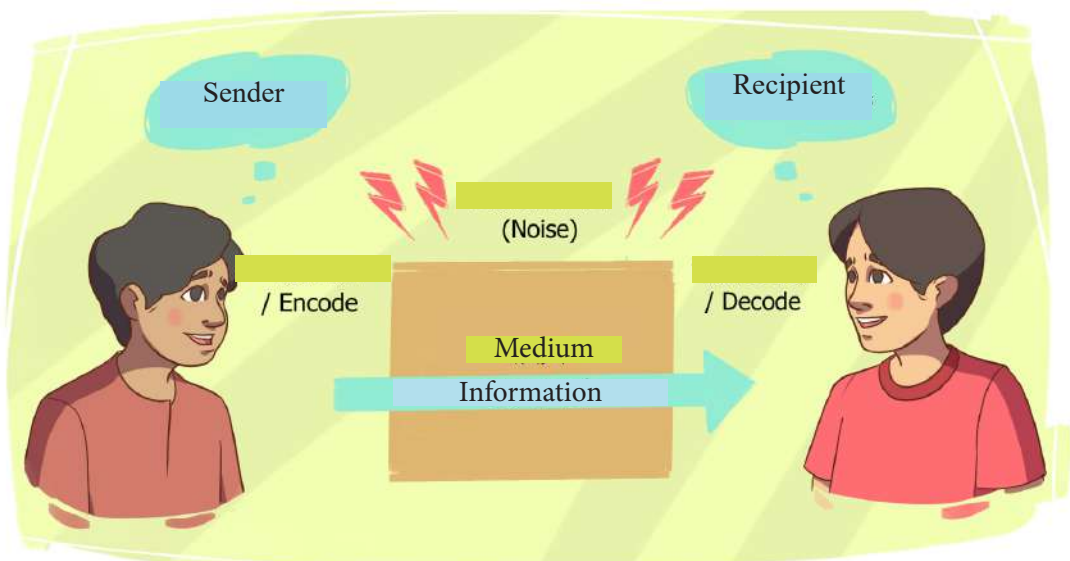 Sender
Recipient
(Noise)
/ Encode
/ Decode
Medium
Information